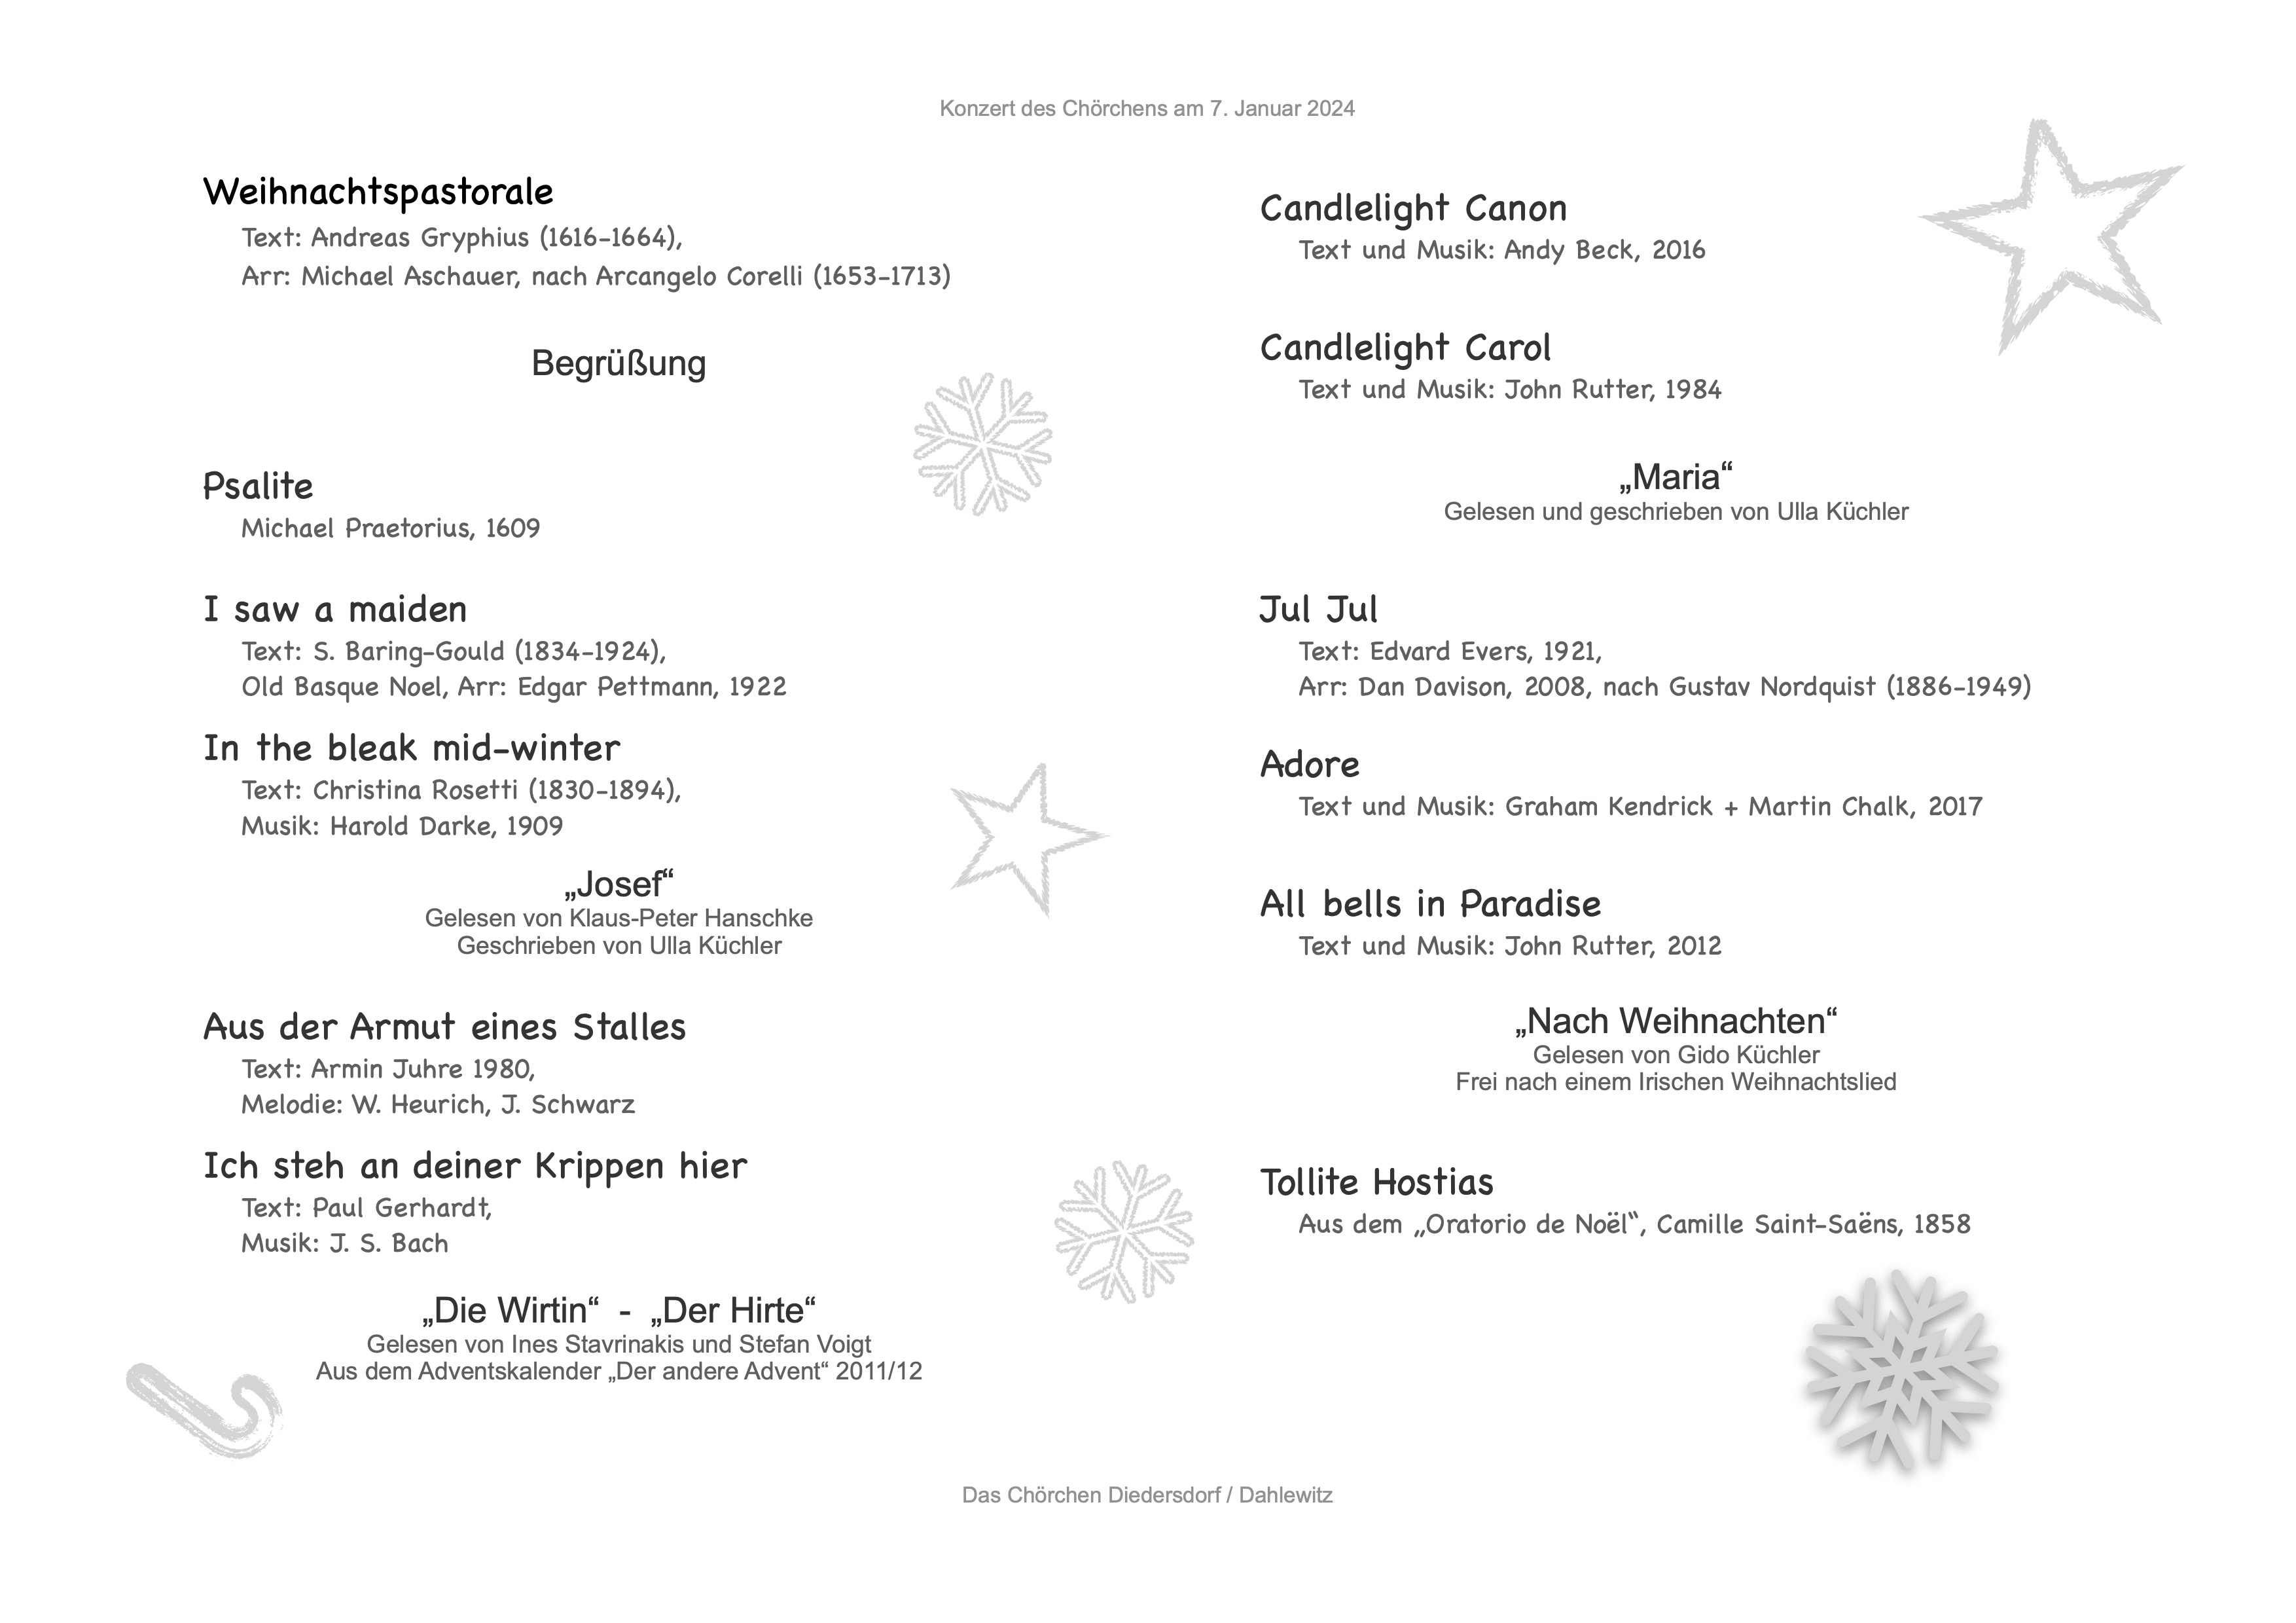 Konzert des Chörchens am 7. Januar 2024
Weihnachtspastorale
Text: Andreas Gryphius (1616-1664),
Arr: Michael Aschauer, nach Arcangelo Corelli (1653-1713)
Begrüßung
Psalite
Michael Praetorius, 1609
I saw a maiden
Text: S. Baring-Gould (1834-1924),
Old Basque Noel, Arr: Edgar Pettmann, 1922
In the bleak mid-winter
Text: Christina Rosetti (1830-1894),
Musik: Harold Darke, 1909
„Josef“
Gelesen von Klaus-Peter Hanschke
Geschrieben von Ulla Küchler
Aus der Armut eines Stalles
Text: Armin Juhre 1980,
Melodie: W. Heurich, J. Schwarz
Ich steh an deiner Krippen hier
Text: Paul Gerhardt,
Musik: J. S. Bach
„Die Wirtin“ - „Der Hirte“
Gelesen von Ines Stavrinakis und Stefan Voigt
Aus dem Adventskalender „Der andere Advent“ 2011/12
Candlelight Canon
Text und Musik: Andy Beck, 2016
Candlelight Carol
Text und Musik: John Rutter, 1984
„Maria“
Gelesen und geschrieben von Ulla Küchler
Jul Jul
Text: Edvard Evers, 1921,
Arr: Dan Davison, 2008, nach Gustav Nordquist (1886-1949)
Adore
Text und Musik: Graham Kendrick + Martin Chalk, 2017
All bells in Paradise
Text und Musik: John Rutter, 2012
„Nach Weihnachten“
Gelesen von Gido Küchler
Frei nach einem Irischen Weihnachtslied
Tollite Hostias
Aus dem „Oratorio de Noël“, Camille Saint-Saëns, 1858
Das Chörchen Diedersdorf / Dahlewitz